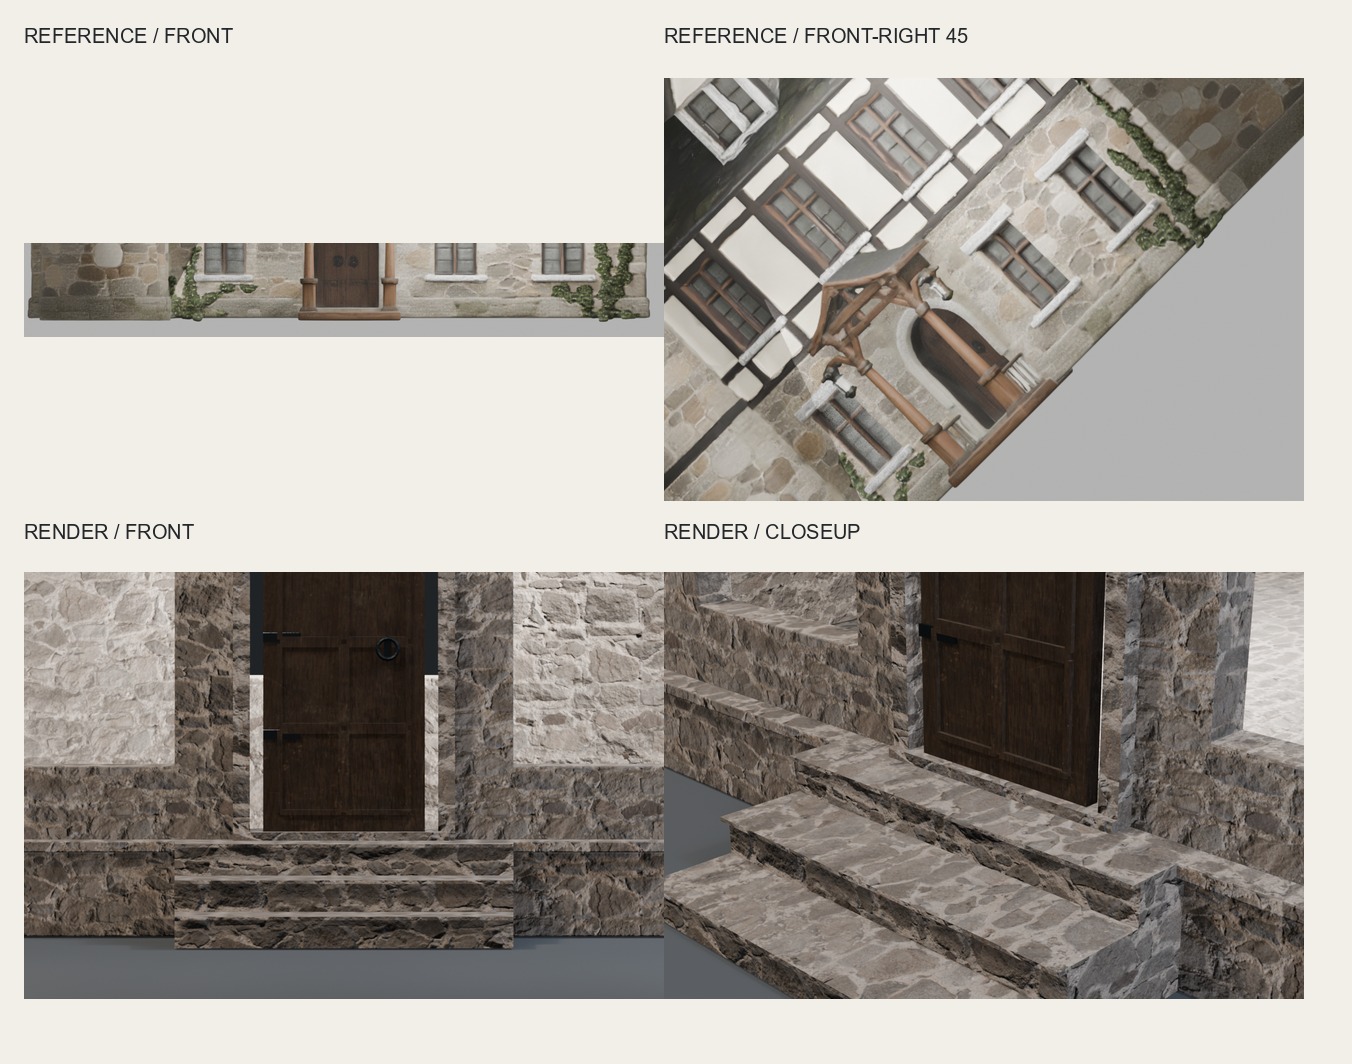 REFERENCE / FRONT
REFERENCE / FRONT-RIGHT 45
RENDER / FRONT
RENDER / CLOSEUP